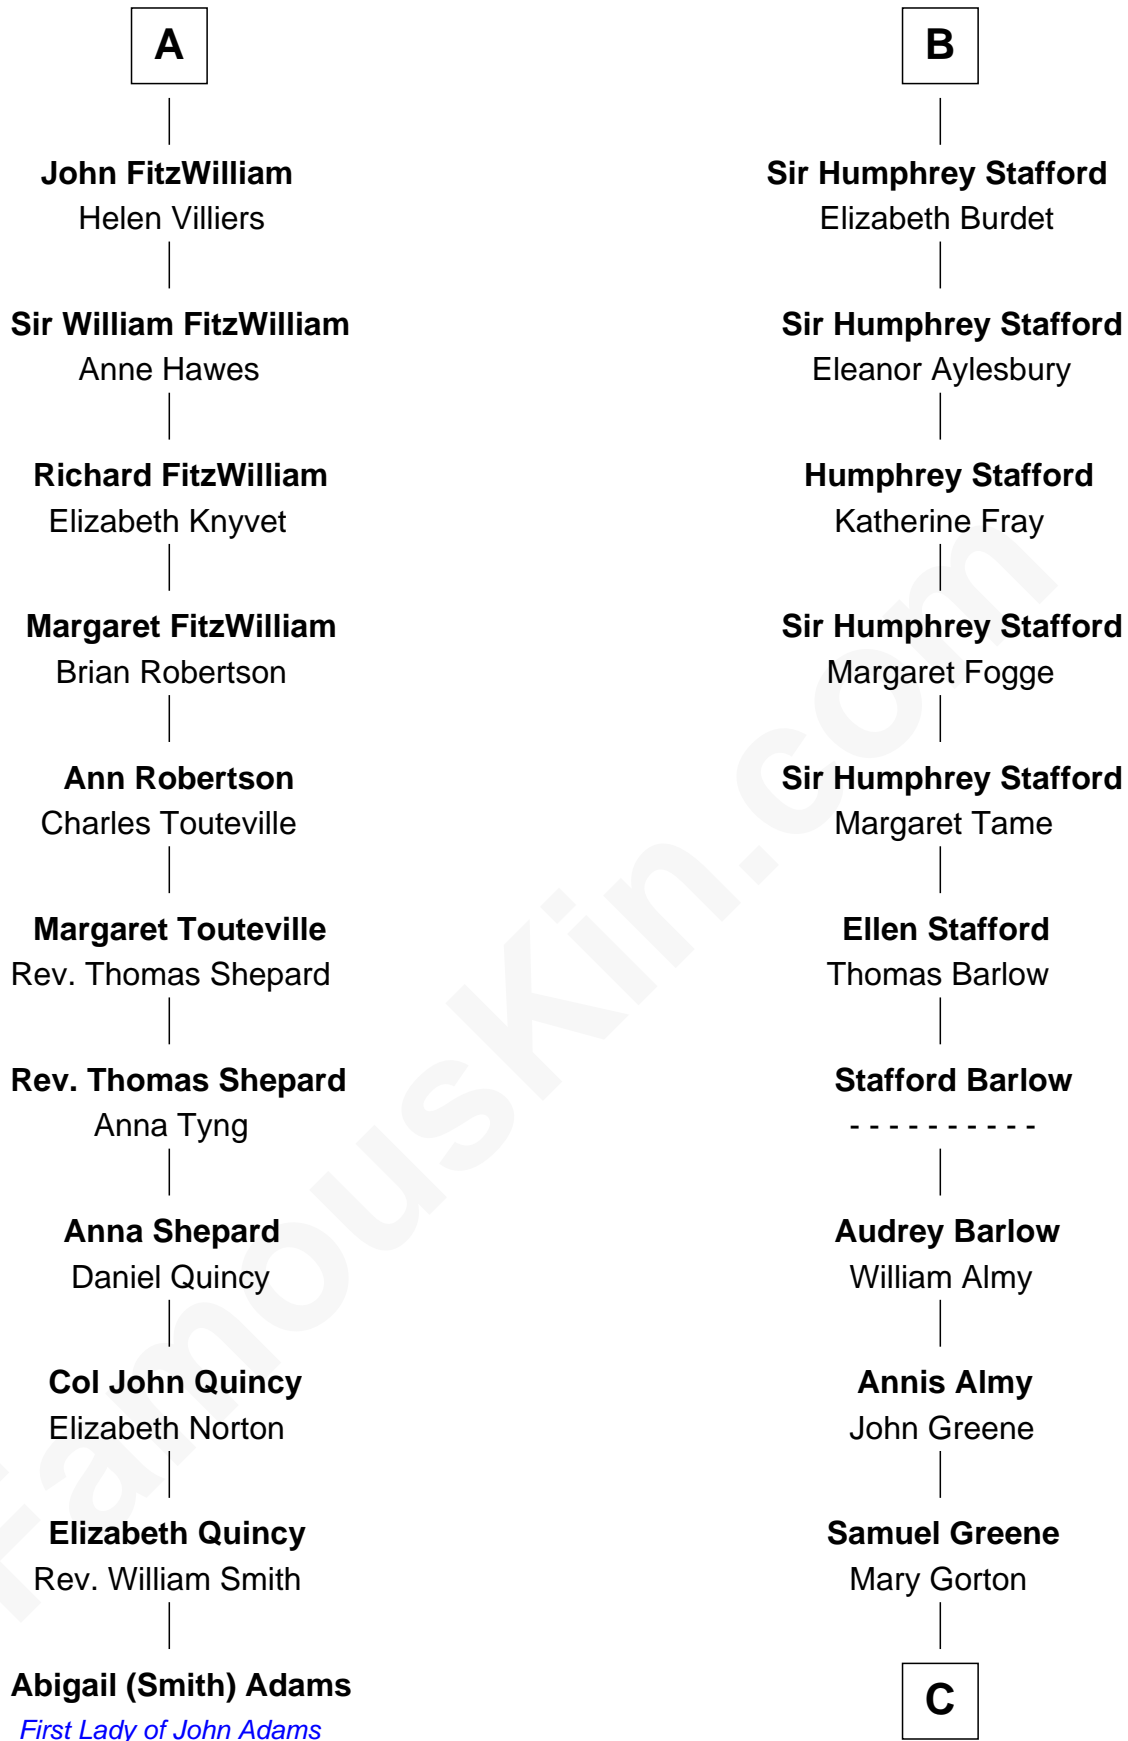 A
John FitzWilliam
Helen Villiers
Sir William FitzWilliam
Anne Hawes
Richard FitzWilliam
Elizabeth Knyvet
Margaret FitzWilliam
Brian Robertson
Ann Robertson
Charles Touteville
Margaret Touteville
Rev. Thomas Shepard
Rev. Thomas Shepard
Anna Tyng
Anna Shepard
Daniel Quincy
Col John Quincy
Elizabeth Norton
Elizabeth Quincy
Rev. William Smith
Abigail (Smith) Adams
First Lady of John Adams
B
Sir Humphrey Stafford
Elizabeth Burdet
Sir Humphrey Stafford
Eleanor Aylesbury
Humphrey Stafford
Katherine Fray
Sir Humphrey Stafford
Margaret Fogge
Sir Humphrey Stafford
Margaret Tame
Ellen Stafford
Thomas Barlow
Stafford Barlow
- - - - - - - - - -
Audrey Barlow
William Almy
Annis Almy
John Greene
Samuel Greene
Mary Gorton
C
FamousKin.com